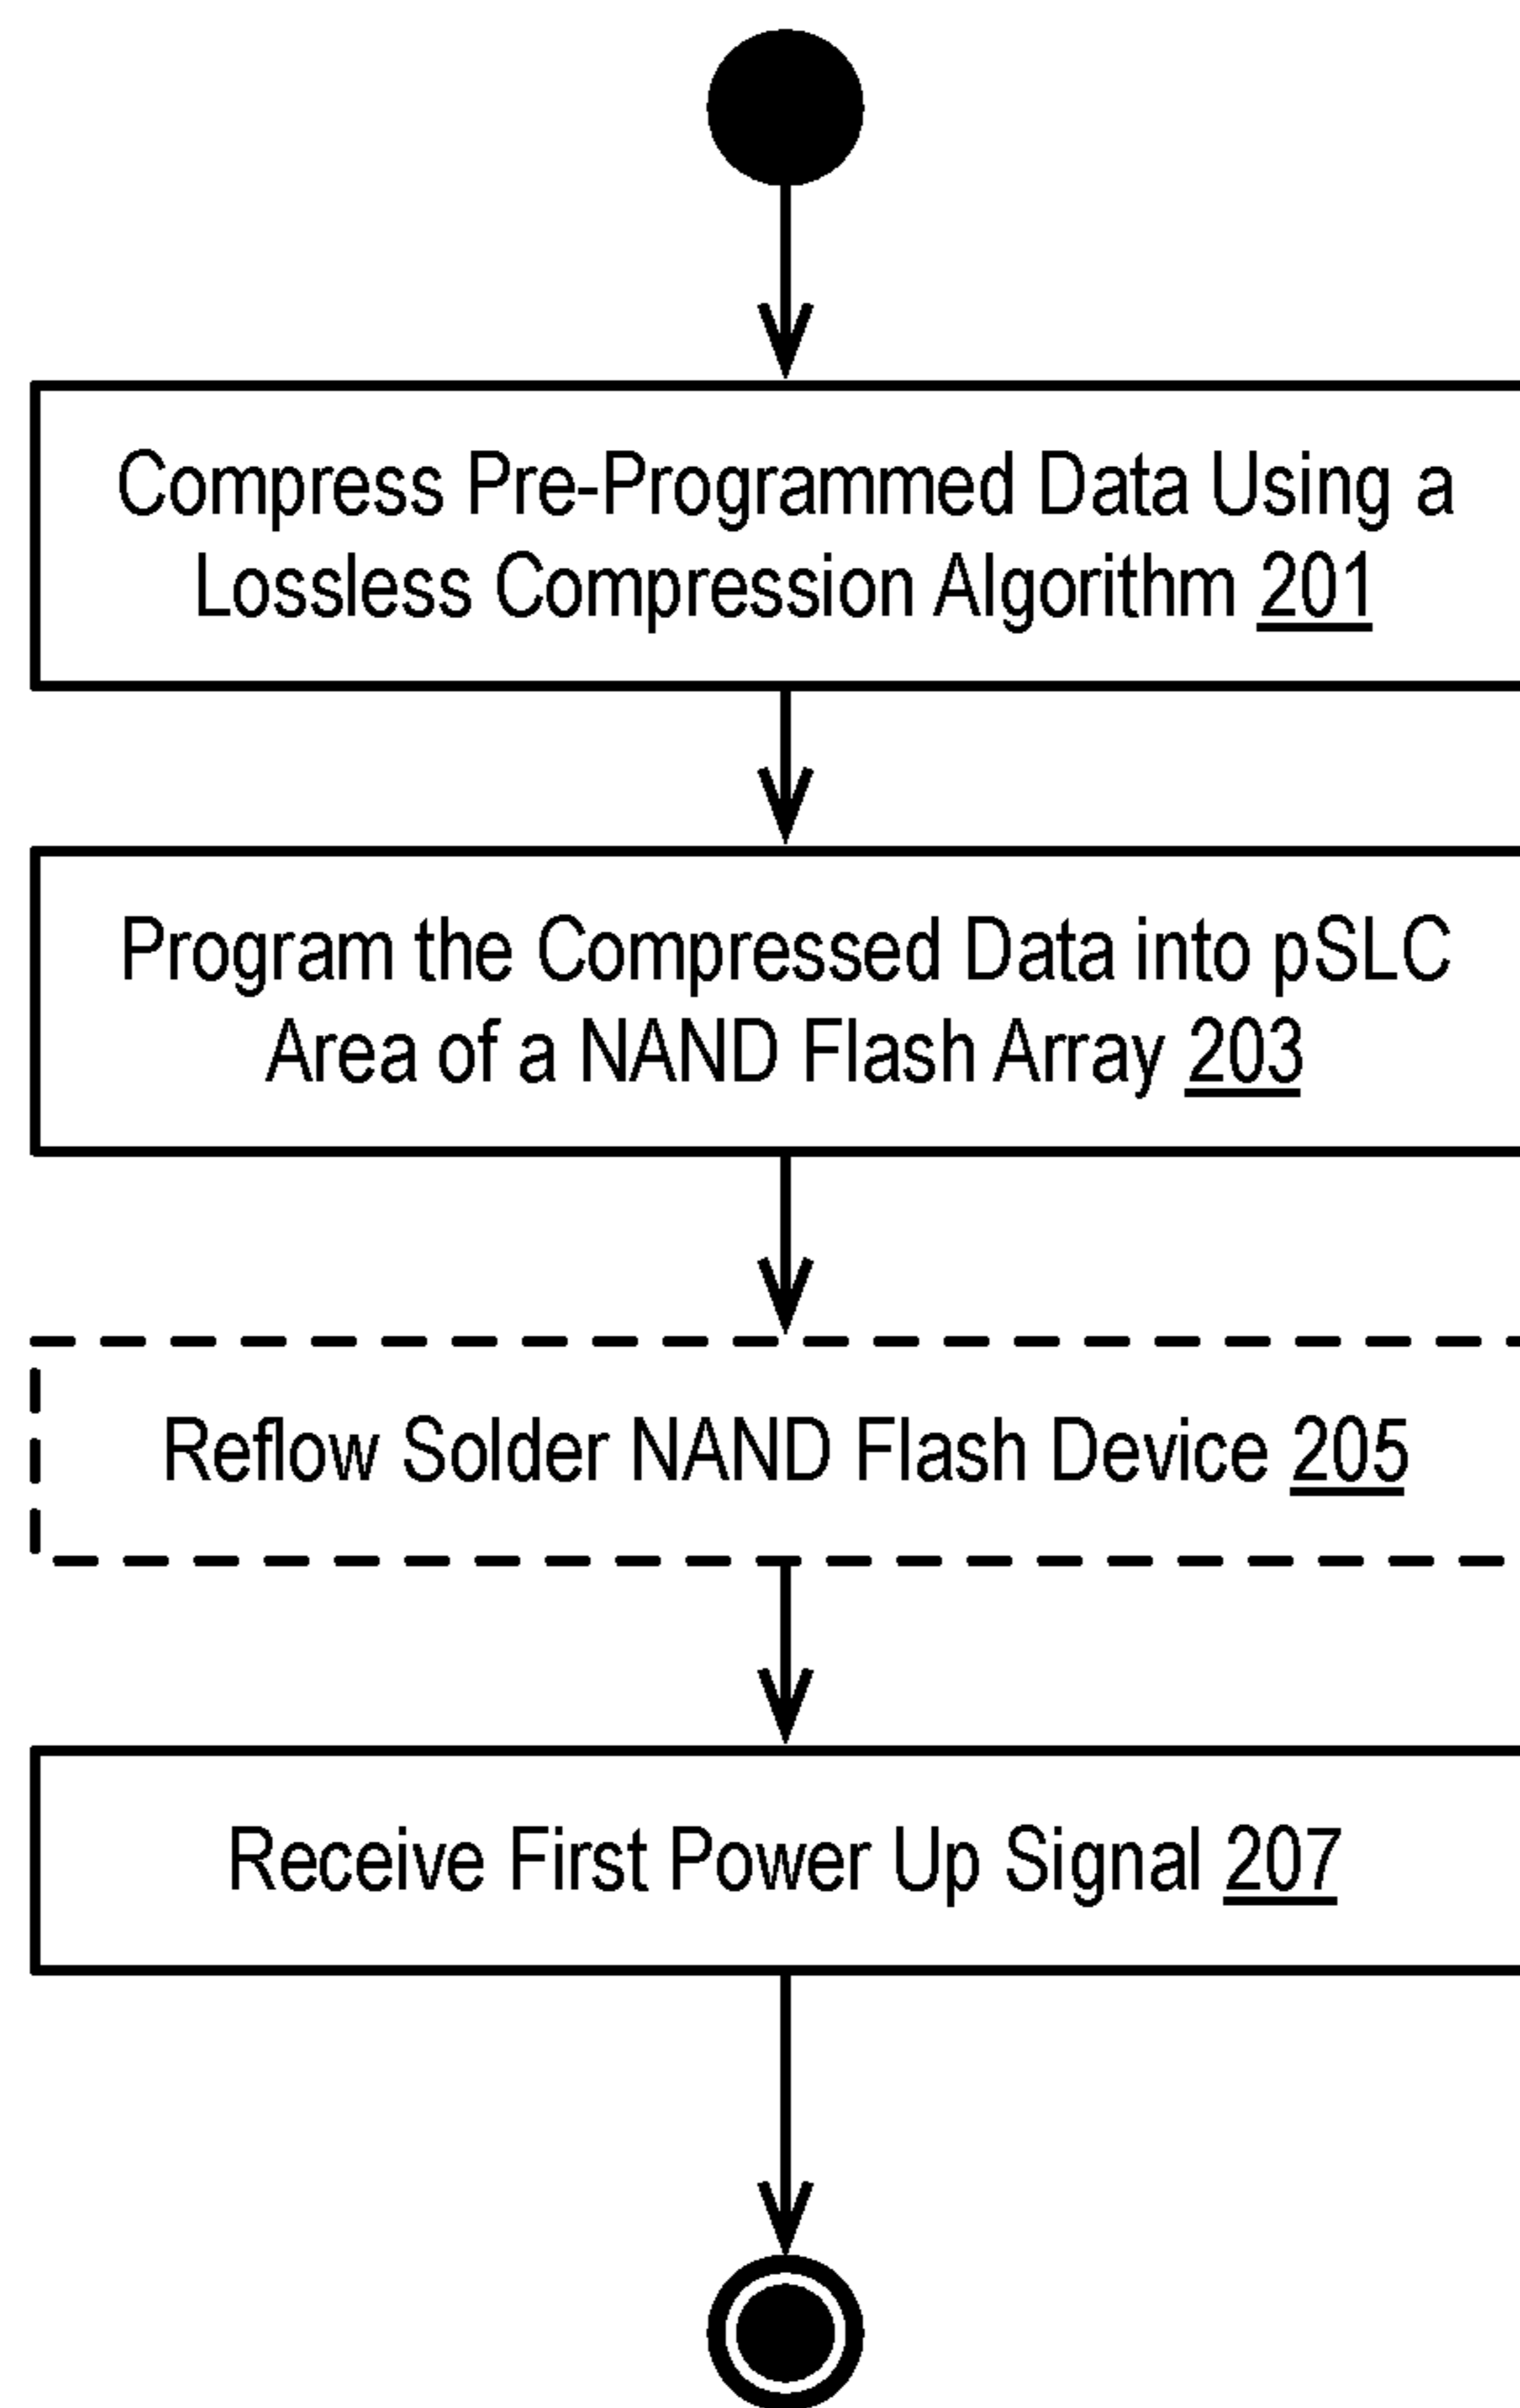 Compress Pre-Programmed Data Using a
Lossless Compression Algorithm 201
Program the Compressed Data into pSLC
Area of a NAND Flash Array 203
Reflow Solder NAND Flash Device 205
Receive First Power Up Signal 207